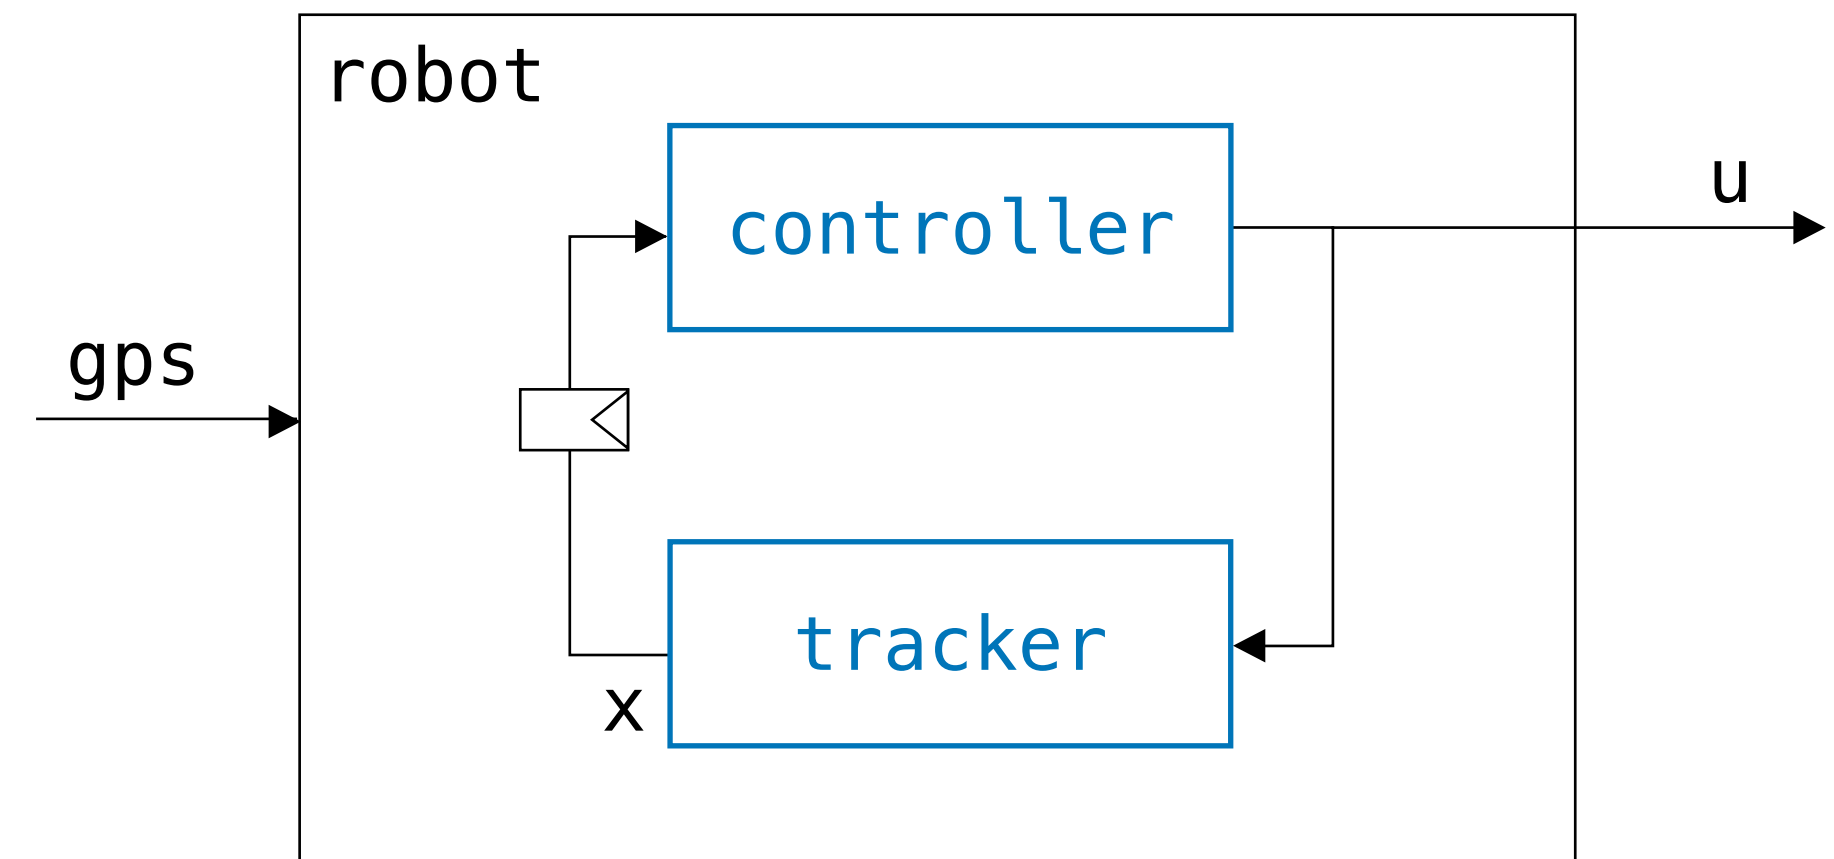 robot
controller
u
gps
tracker
x